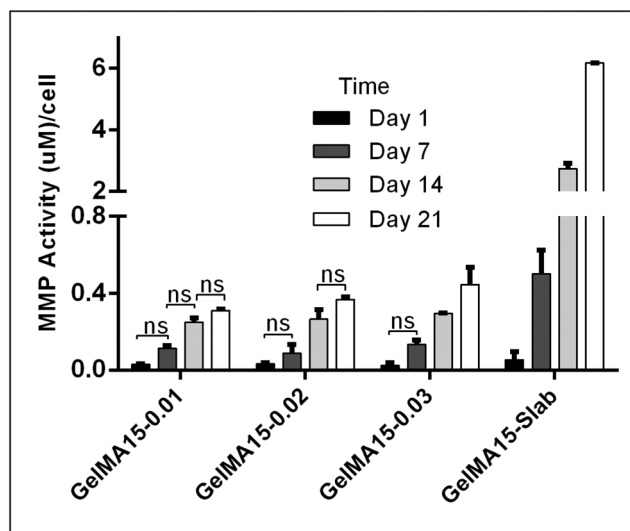 MMP Activity (uM)/cell
6
4
2
0.8
0.4
0.0
Time
Day 1
Day 7
Day 14
Day 21
ns
ns
ns
ns
ns
ns
GelMA15-0.01
GelMA15-0.02
GelMA15-0.03
GelMA15-Slab